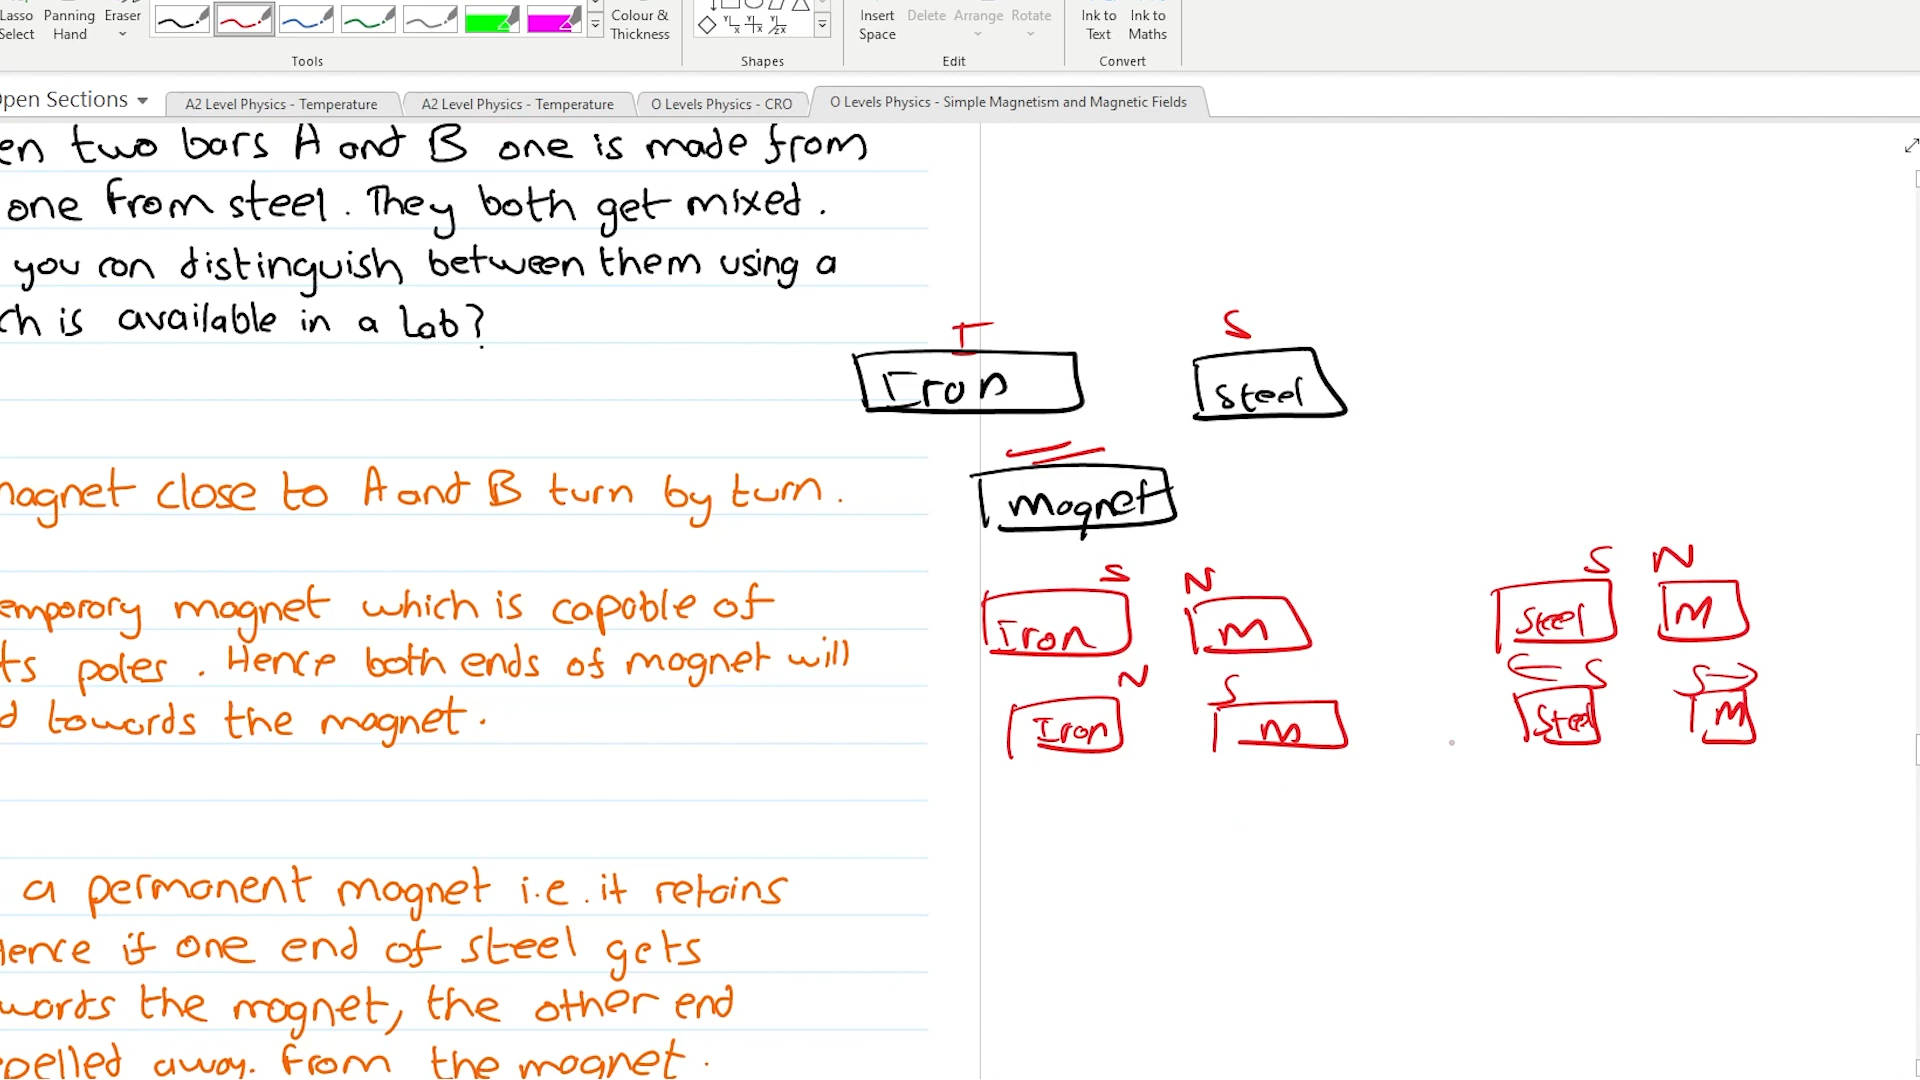 Lasso
Select
Panning
Hand
Eraser
Colour &
Thickness
Insert
Space
Delete
Arrange
Rotate
Ink to
Text
Ink to
Maths
Tools
Shapes
Edit
Convert
Open Sections
A2 Level Physics - Temperature
A2 Level Physics - Temperature
O Levels Physics - CRO
O Levels Physics - Simple Magnetism and Magnetic Fields
en two bars A and B one is made from
one from steel. They both get mixed.
you can distinguish between them using a
ch is available in a lab?
T
S
Iron
Steel
magnet close to A and B turn by turn.
Magnet
S N
S N
Iron
M
Steel
M
emporary magnet which is capable of
ts poles. Hence both ends of magnet will
d towards the magnet.
N
S
S
S
Iron
M
Steel
M
a permanent magnet i.e. it retains
Hence if one end of steel gets
wards the magnet, the other end
pelled away from the magnet.